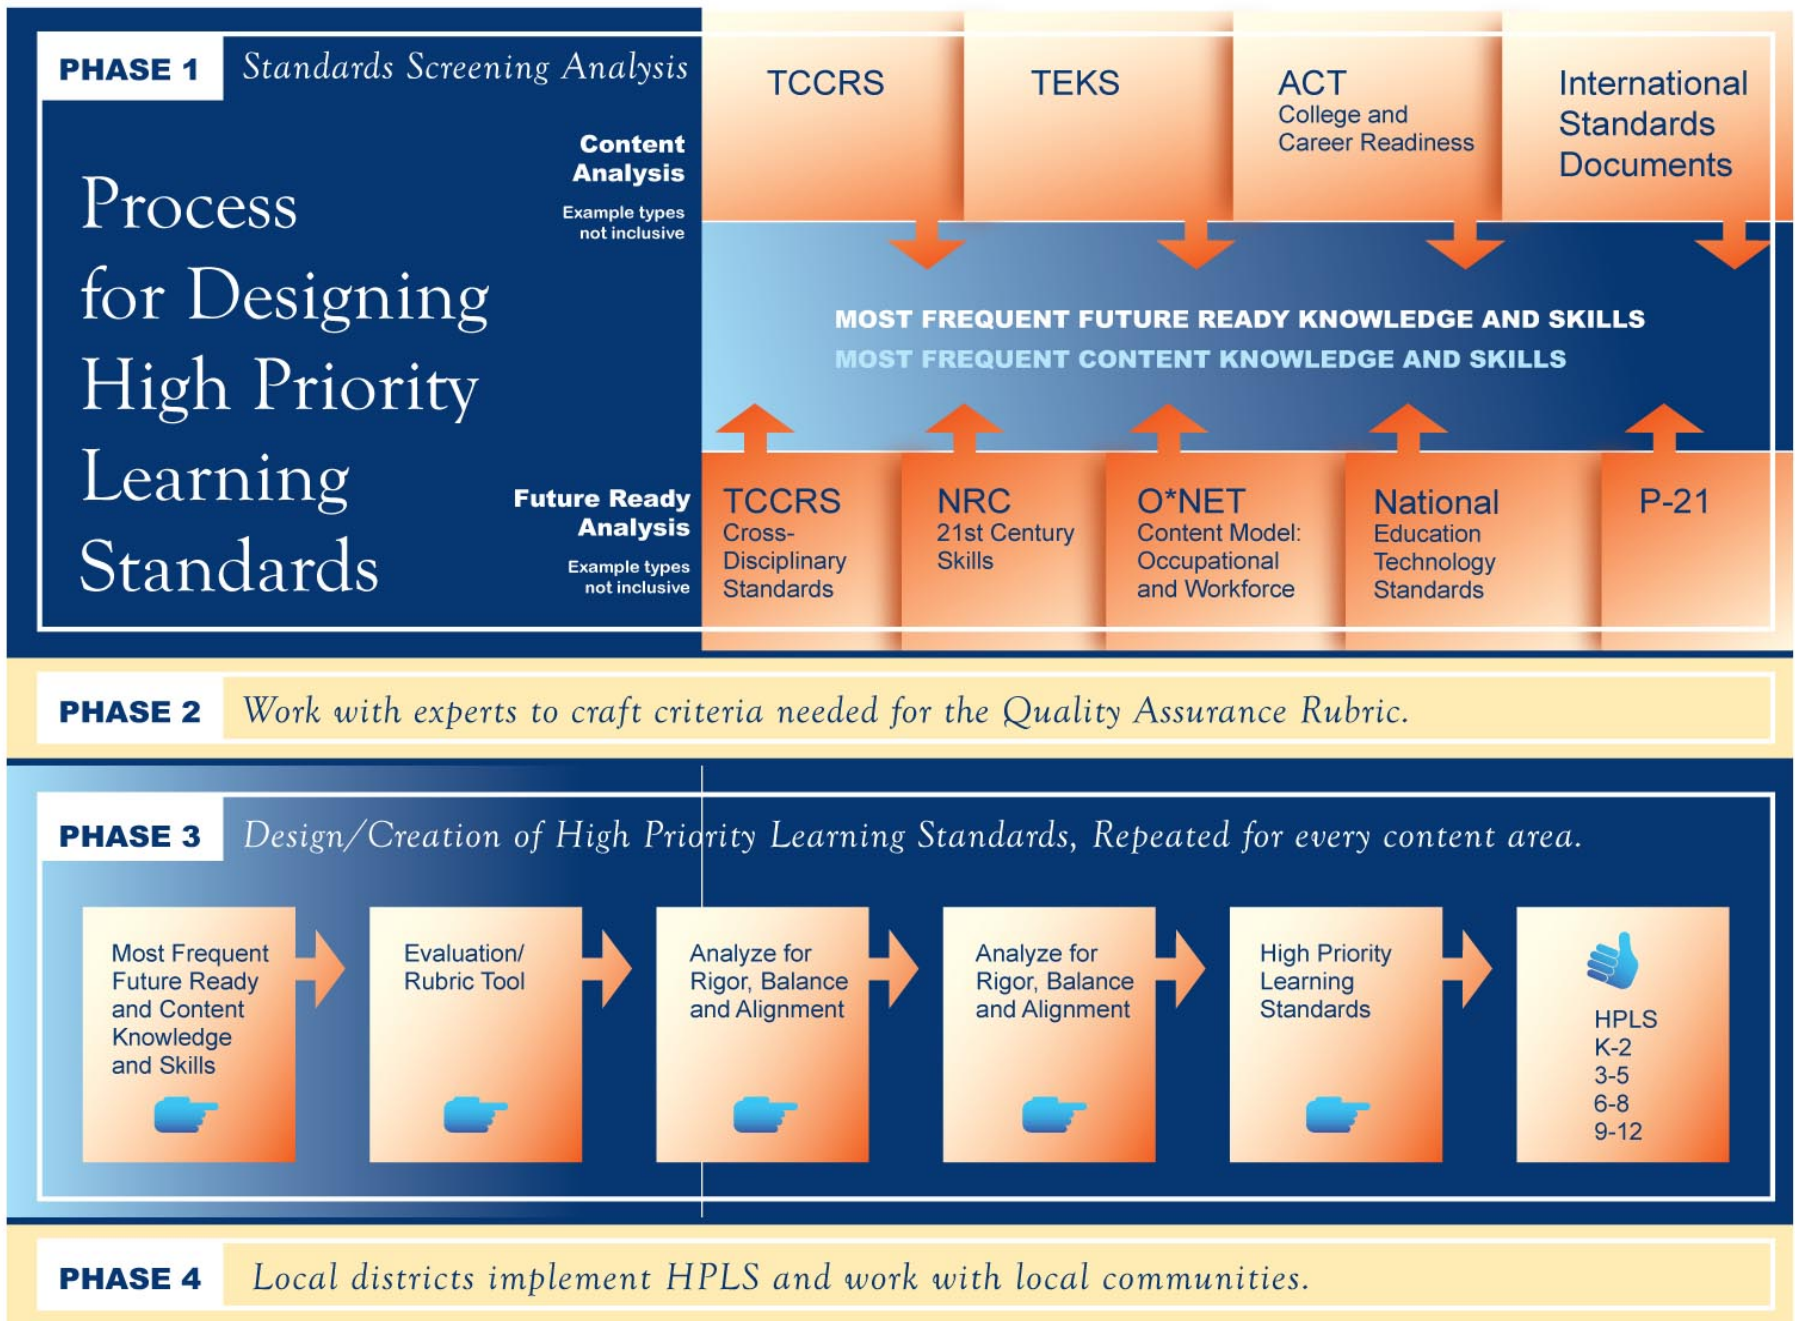 PHASE 1
Standards Screening Analysis
Process
for Designing
High Priority
Learning
Standards
Content
Analysis
Example types
not inclusive
TCCRS
TEKS
ACT
College and
Career Readiness
International
Standards
Documents
MOST FREQUENT FUTURE READY KNOWLEDGE AND SKILLS
MOST FREQUENT CONTENT KNOWLEDGE AND SKILLS
Future Ready
Analysis
Example types
not inclusive
TCCRS
Cross-
Disciplinary
Standards
NRC
21st Century
Skills
O*NET
Content Model:
Occupational
and Workforce
National
Education
Technology
Standards
P-21
PHASE 2
Work with experts to craft criteria needed for the Quality Assurance Rubric.
PHASE 3
Design/Creation of High Priority Learning Standards, Repeated for every content area.
Most Frequent
Future Ready
and Content
Knowledge
and Skills
Evaluation/
Rubric Tool
Analyze for
Rigor, Balance
and Alignment
Analyze for
Rigor, Balance
and Alignment
High Priority
Learning
Standards
HPLS
K-2
3-5
6-8
9-12
PHASE 4
Local districts implement HPLS and work with local communities.